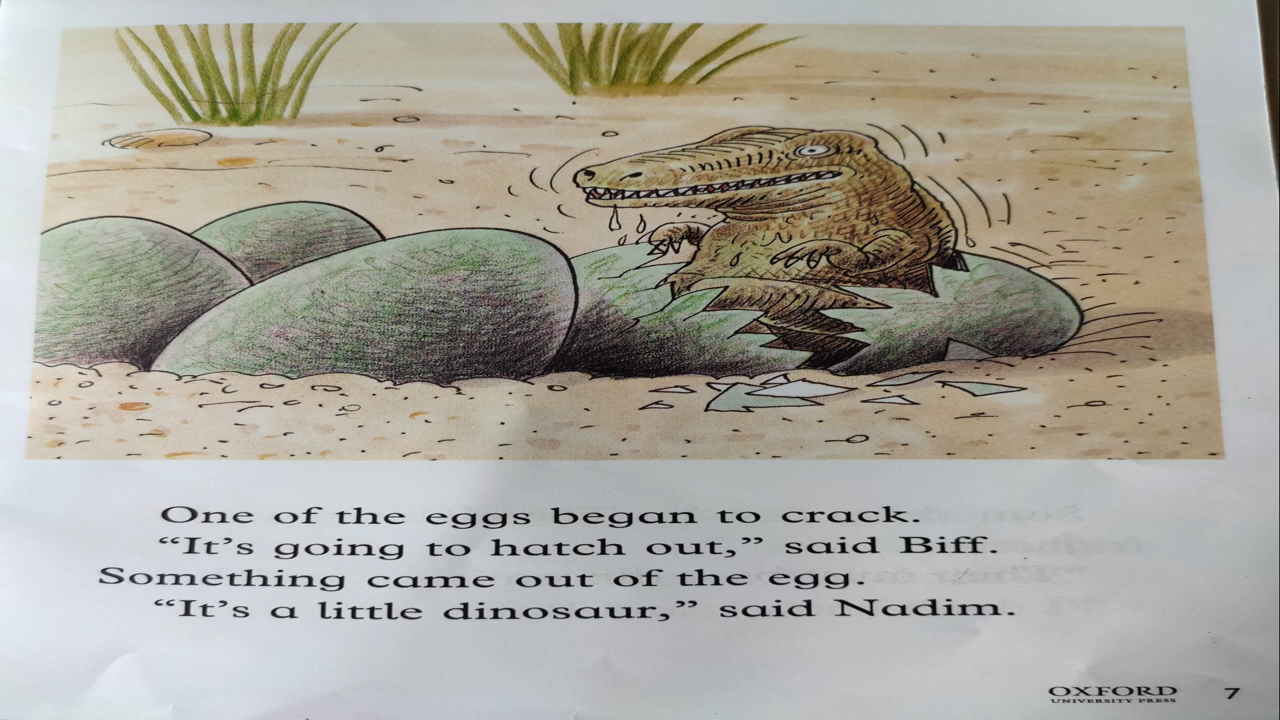 One of the eggs began to crack.
“It’s going to hatch out,” said Biff.
Something came out of the egg.
“It’s a little dinosaur,” said Nadim.
OXFORD
UNIVERSITY PRESS
7